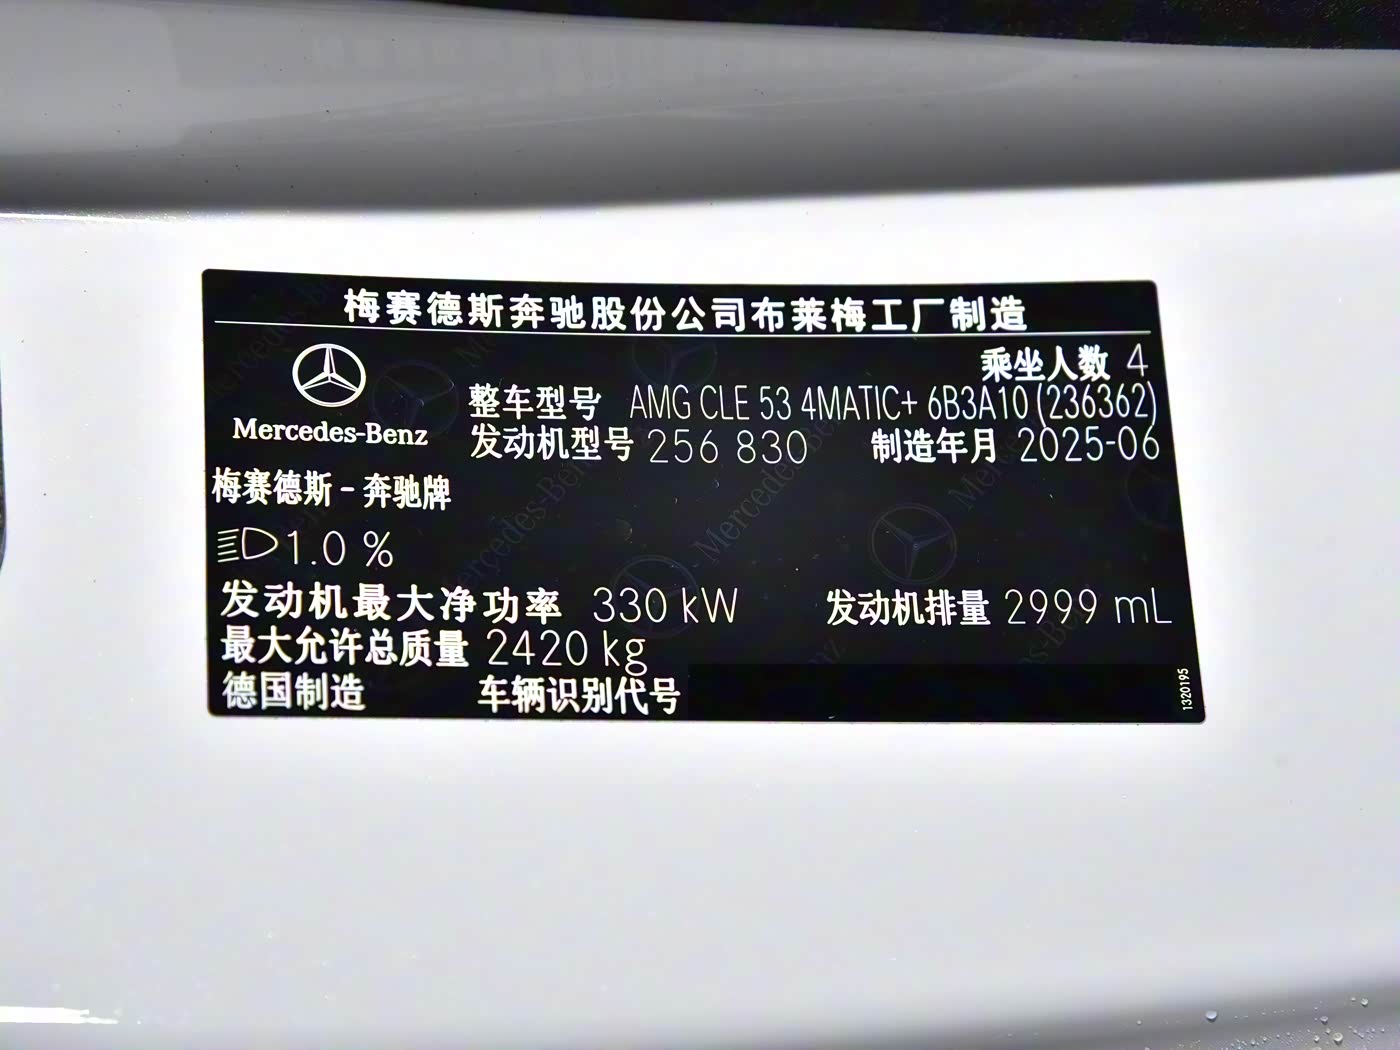 梅赛德斯奔驰股份公司布莱梅工厂制造
乘坐人数 4
整车型号 AMG CLE 53 4MATIC+ 6B3A10 (236362)
Mercedes-Benz
发动机型号 256 830 制造年月 2025-06
梅赛德斯 - 奔驰牌
1.0 %
发动机最大净功率 330 kW 发动机排量 2999 mL
最大允许总质量 2420 kg
德国制造 车辆识别代号
1320195